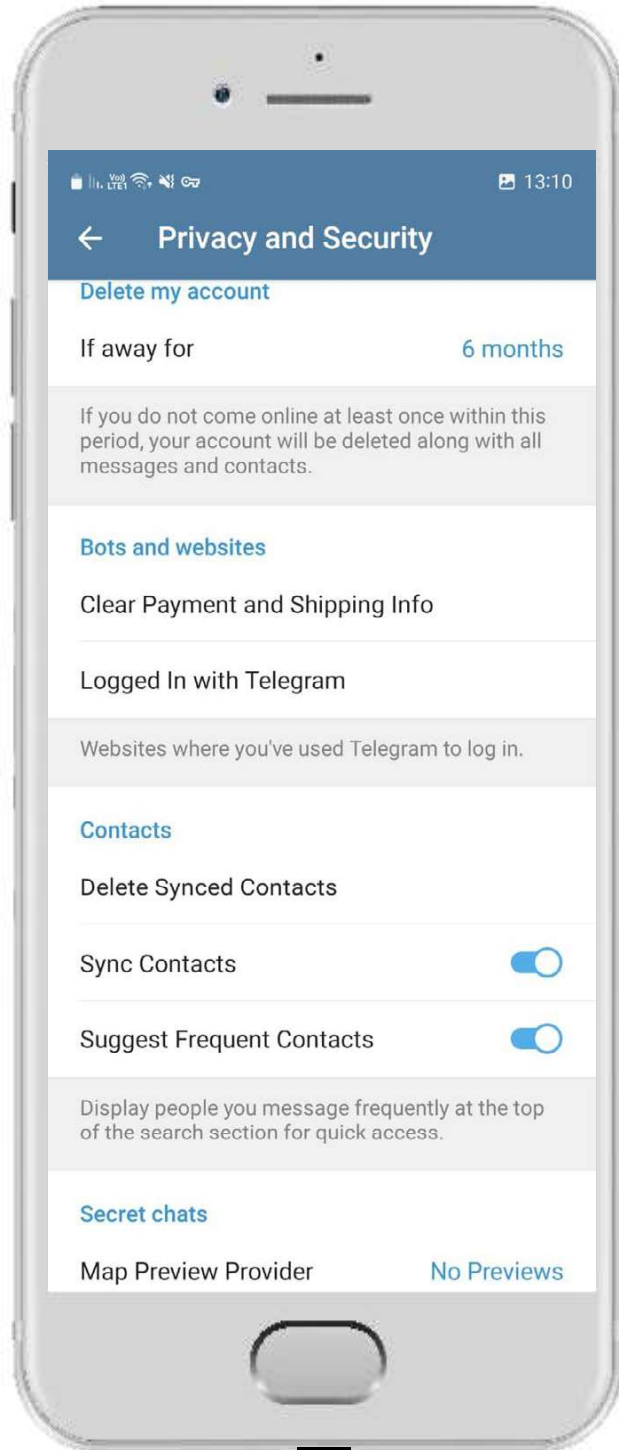 Vo)
LTE1
13:10
Privacy and Security
Delete my account
If away for 6 months
If you do not come online at least once within this
period, your account will be deleted along with all
messages and contacts.
Bots and websites
Clear Payment and Shipping Info
Logged In with Telegram
Websites where you've used Telegram to log in.
Contacts
Delete Synced Contacts
Sync Contacts
Suggest Frequent Contacts
Display people you message frequently at the top
of the search section for quick access.
Secret chats
Map Preview Provider No Previews